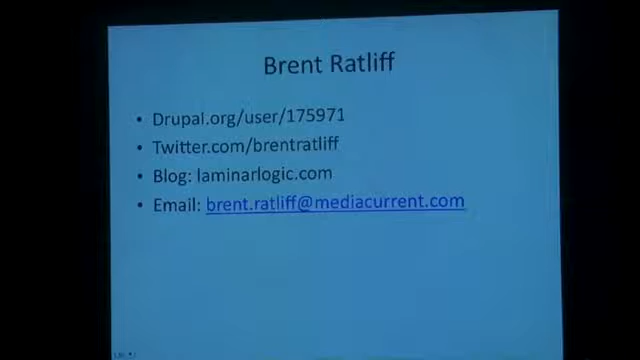 Brent Ratliff
• Drupal.org/user/175971
• Twitter.com/brentratliff
• Blog: laminarlogic.com
• Email: brent.ratliff@mediacurrent.com